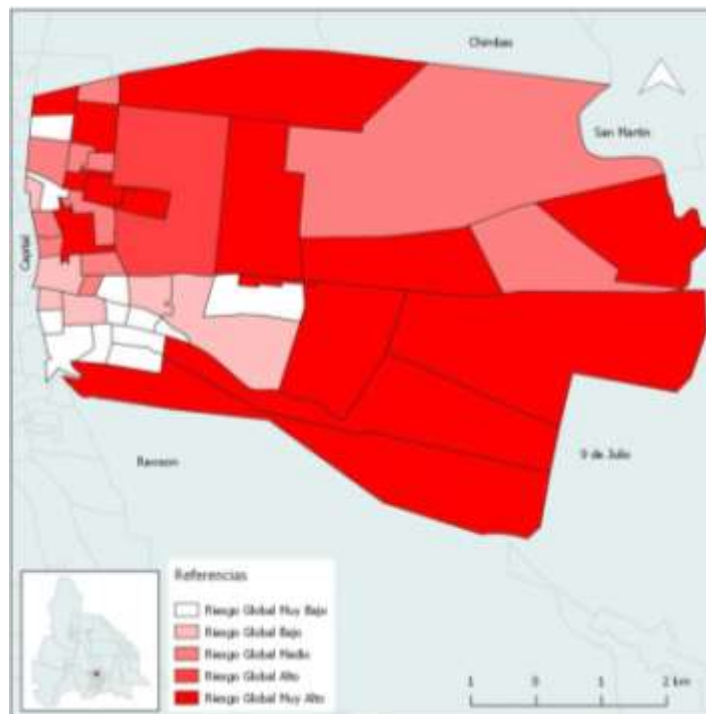 Chimbas
San Martín
Capital
Rawson
9 de Julio
Referencias
Riesgo Global Muy Bajo
Riesgo Global Bajo
Riesgo Global Medio
Riesgo Global Alto
Riesgo Global Muy Alto
1 0 1 2 km